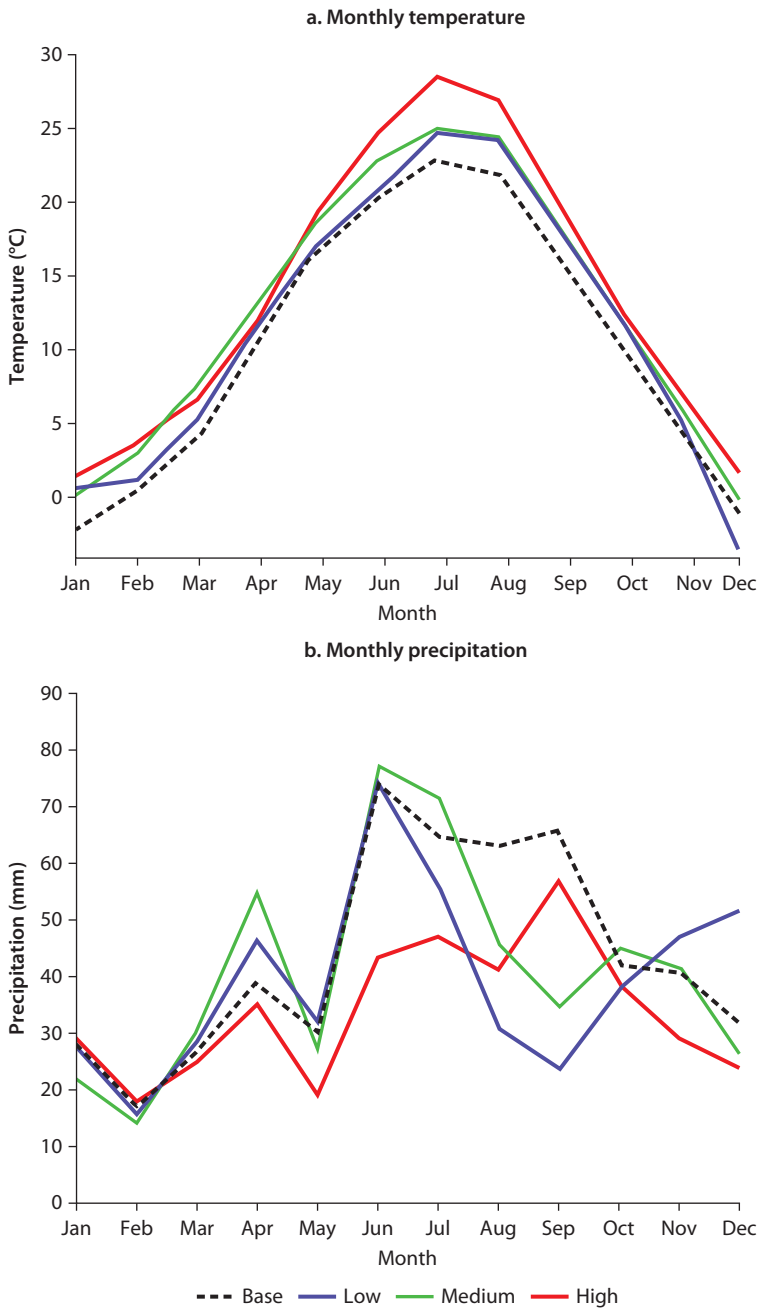 a. Monthly temperature
30
25
20
15
10
5
0
Temperature (°C)
Jan Feb Mar Apr May Jun Jul Aug Sep Oct Nov Dec
Month
b. Monthly precipitation
90
80
70
60
50
40
30
20
10
0
Precipitation (mm)
Jan Feb Mar Apr May Jun Jul Aug Sep Oct Nov Dec
Month
Base Low Medium High